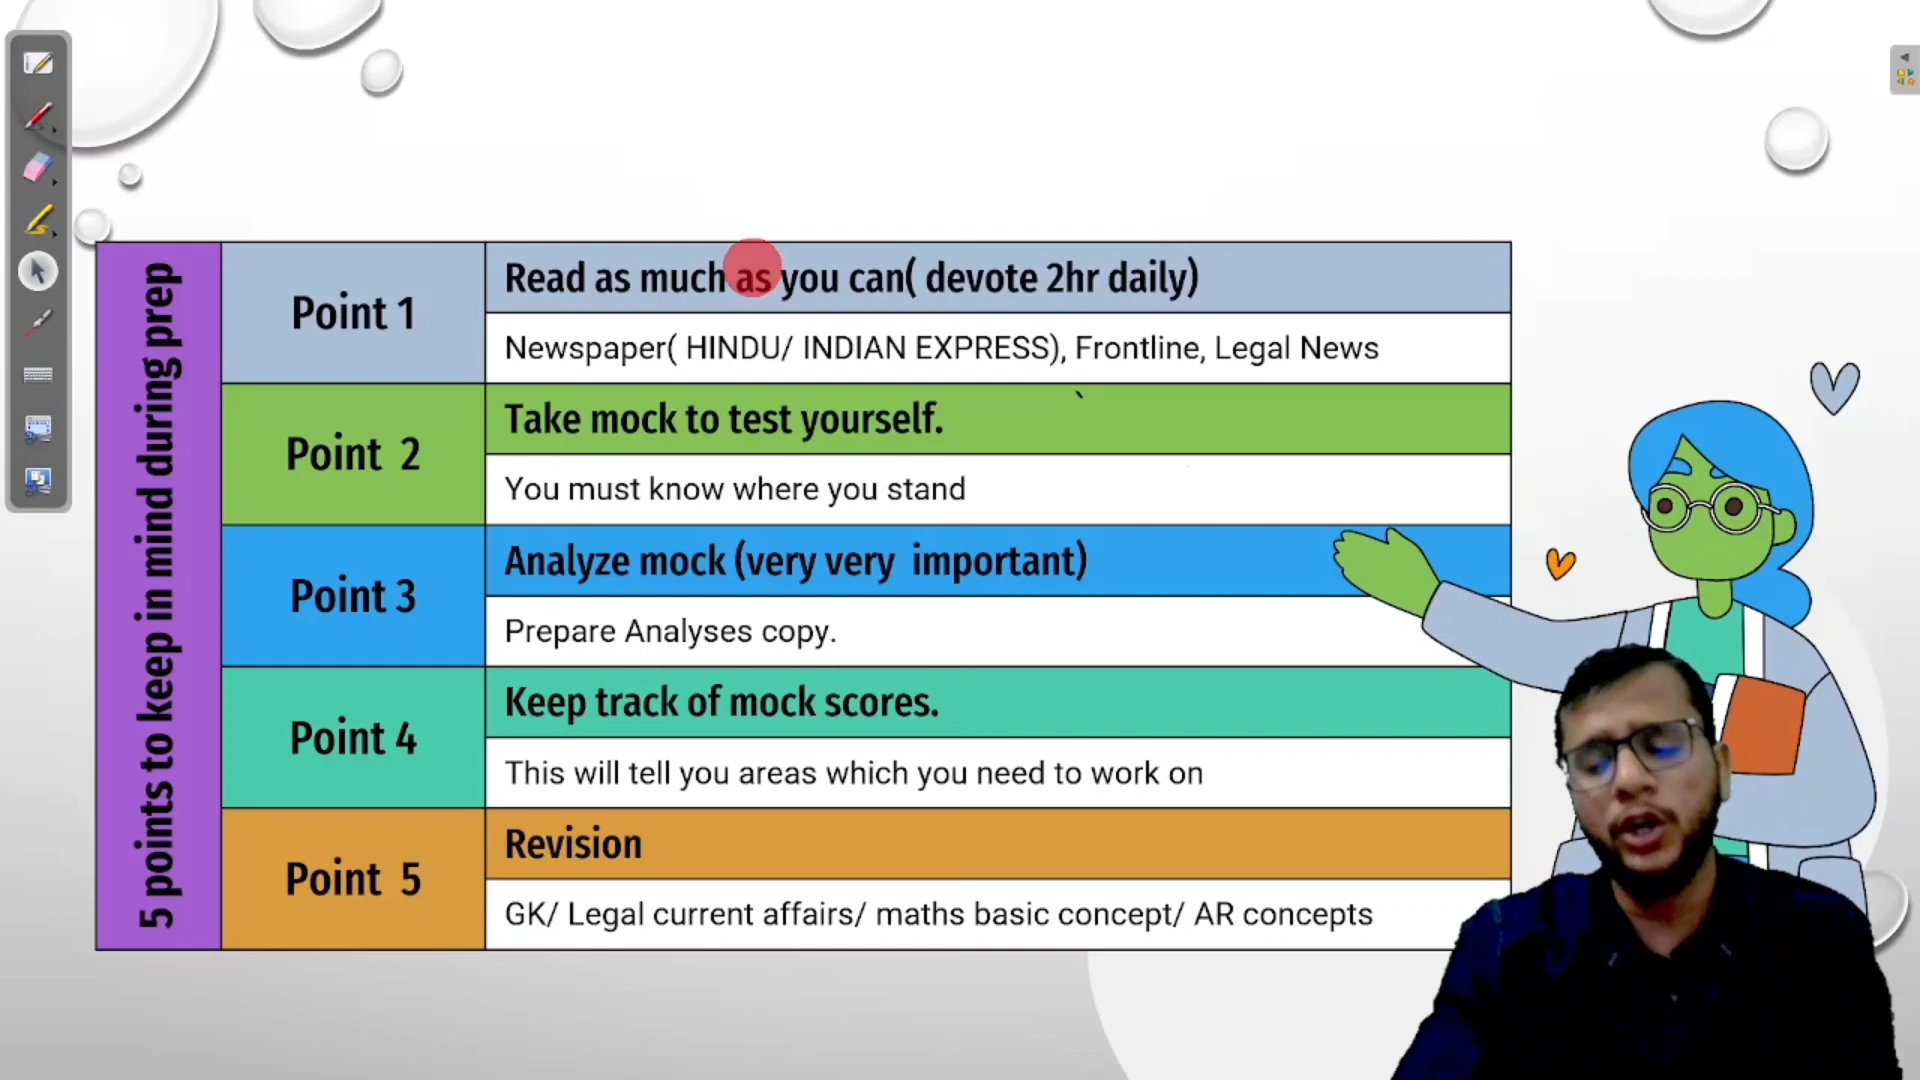 5 points to keep in mind during prep
Point 1
Read as much as you can( devote 2hr daily)
Newspaper( HINDU/ INDIAN EXPRESS), Frontline, Legal News
Point 2
Take mock to test yourself.
You must know where you stand
Point 3
Analyze mock (very very important)
Prepare Analyses copy.
Point 4
Keep track of mock scores.
This will tell you areas which you need to work on
Point 5
Revision
GK/ Legal current affairs/ maths basic concept/ AR concepts